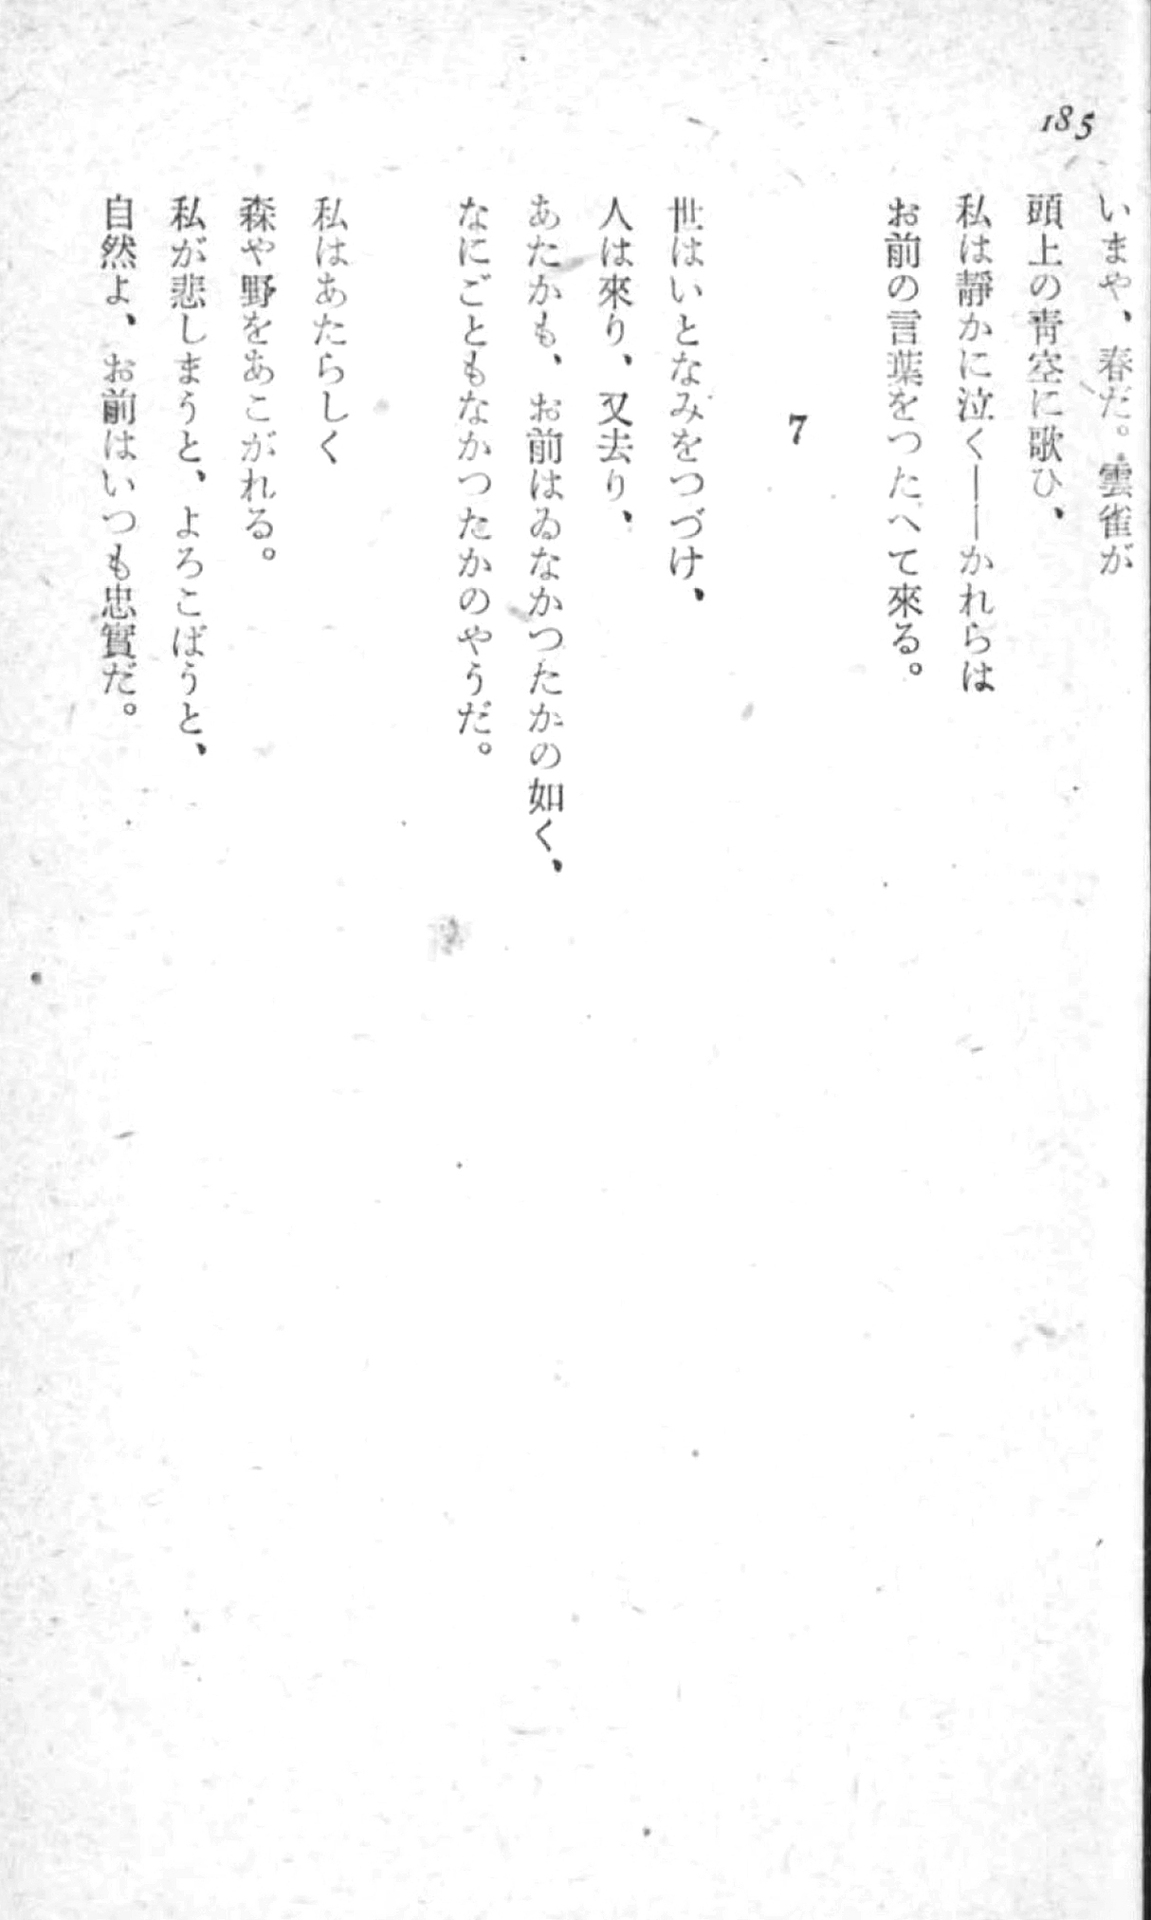 185
いまや、春だ。雲雀が
頭上の靑空に歌ひ、
私は靜かに泣く――かれらは
お前の言葉をつたへて來る。
7
世はいとなみをつづけ、
人は來り、又去り、
あたかも、お前はゐなかつたかの如く、
なにごともなかつたかのやうだ。
私はあたらしく
森や野をあこがれる。
私が悲しまうと、よろこばうと、
自然よ、お前はいつも忠實だ。